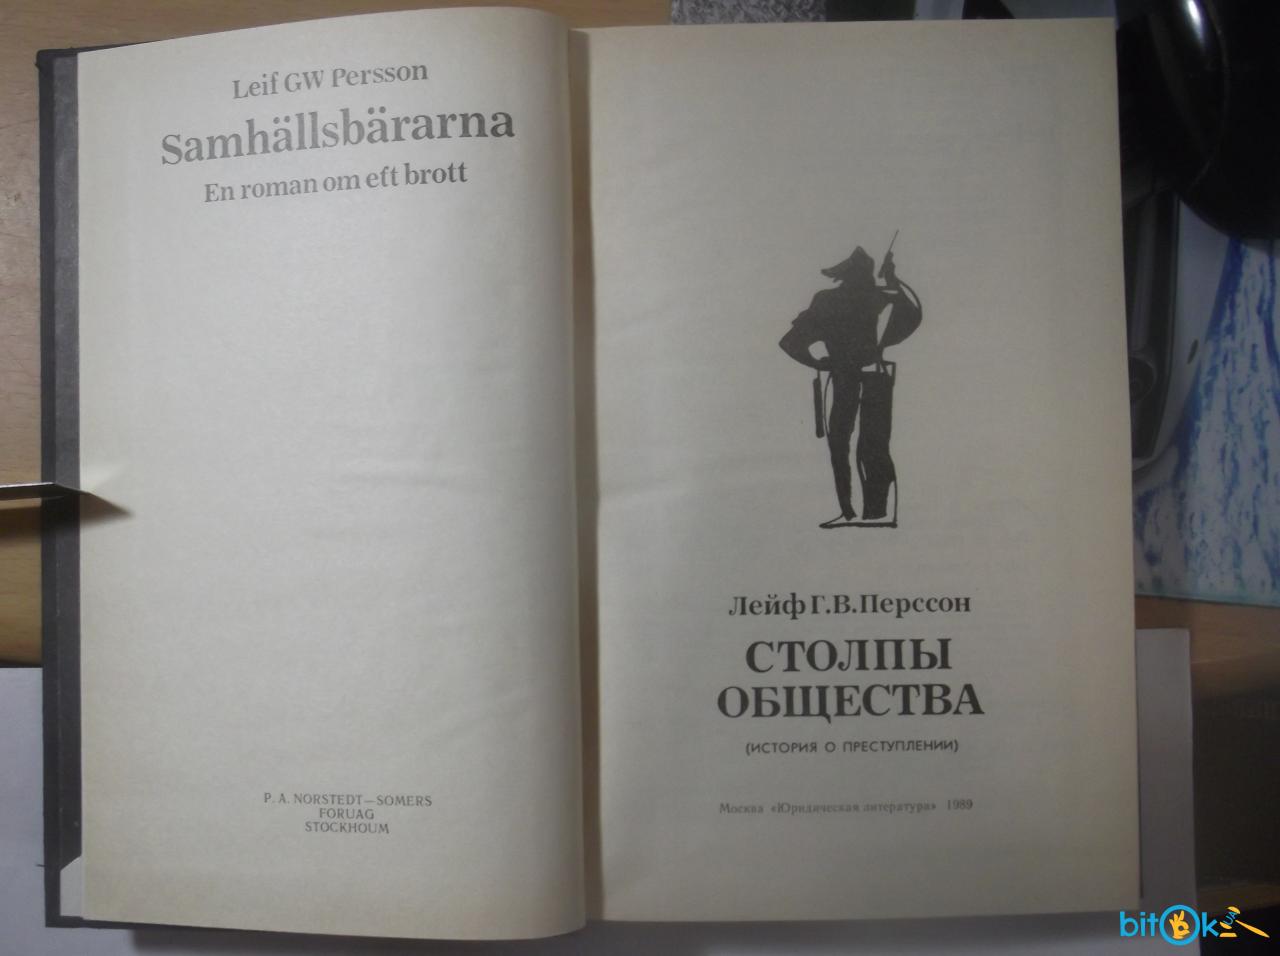 Leif GW Persson
Samhällsbärarna
En roman om eft brott
P. A. NORSTEDT—SOMERS
FORUAG
STOCKHOUM
Лейф Г.В.Перссон
СТОЛПЫ
ОБЩЕСТВА
(ИСТОРИЯ О ПРЕСТУПЛЕНИИ)
Москва «Юридическая литература» 1989
bitOk UA